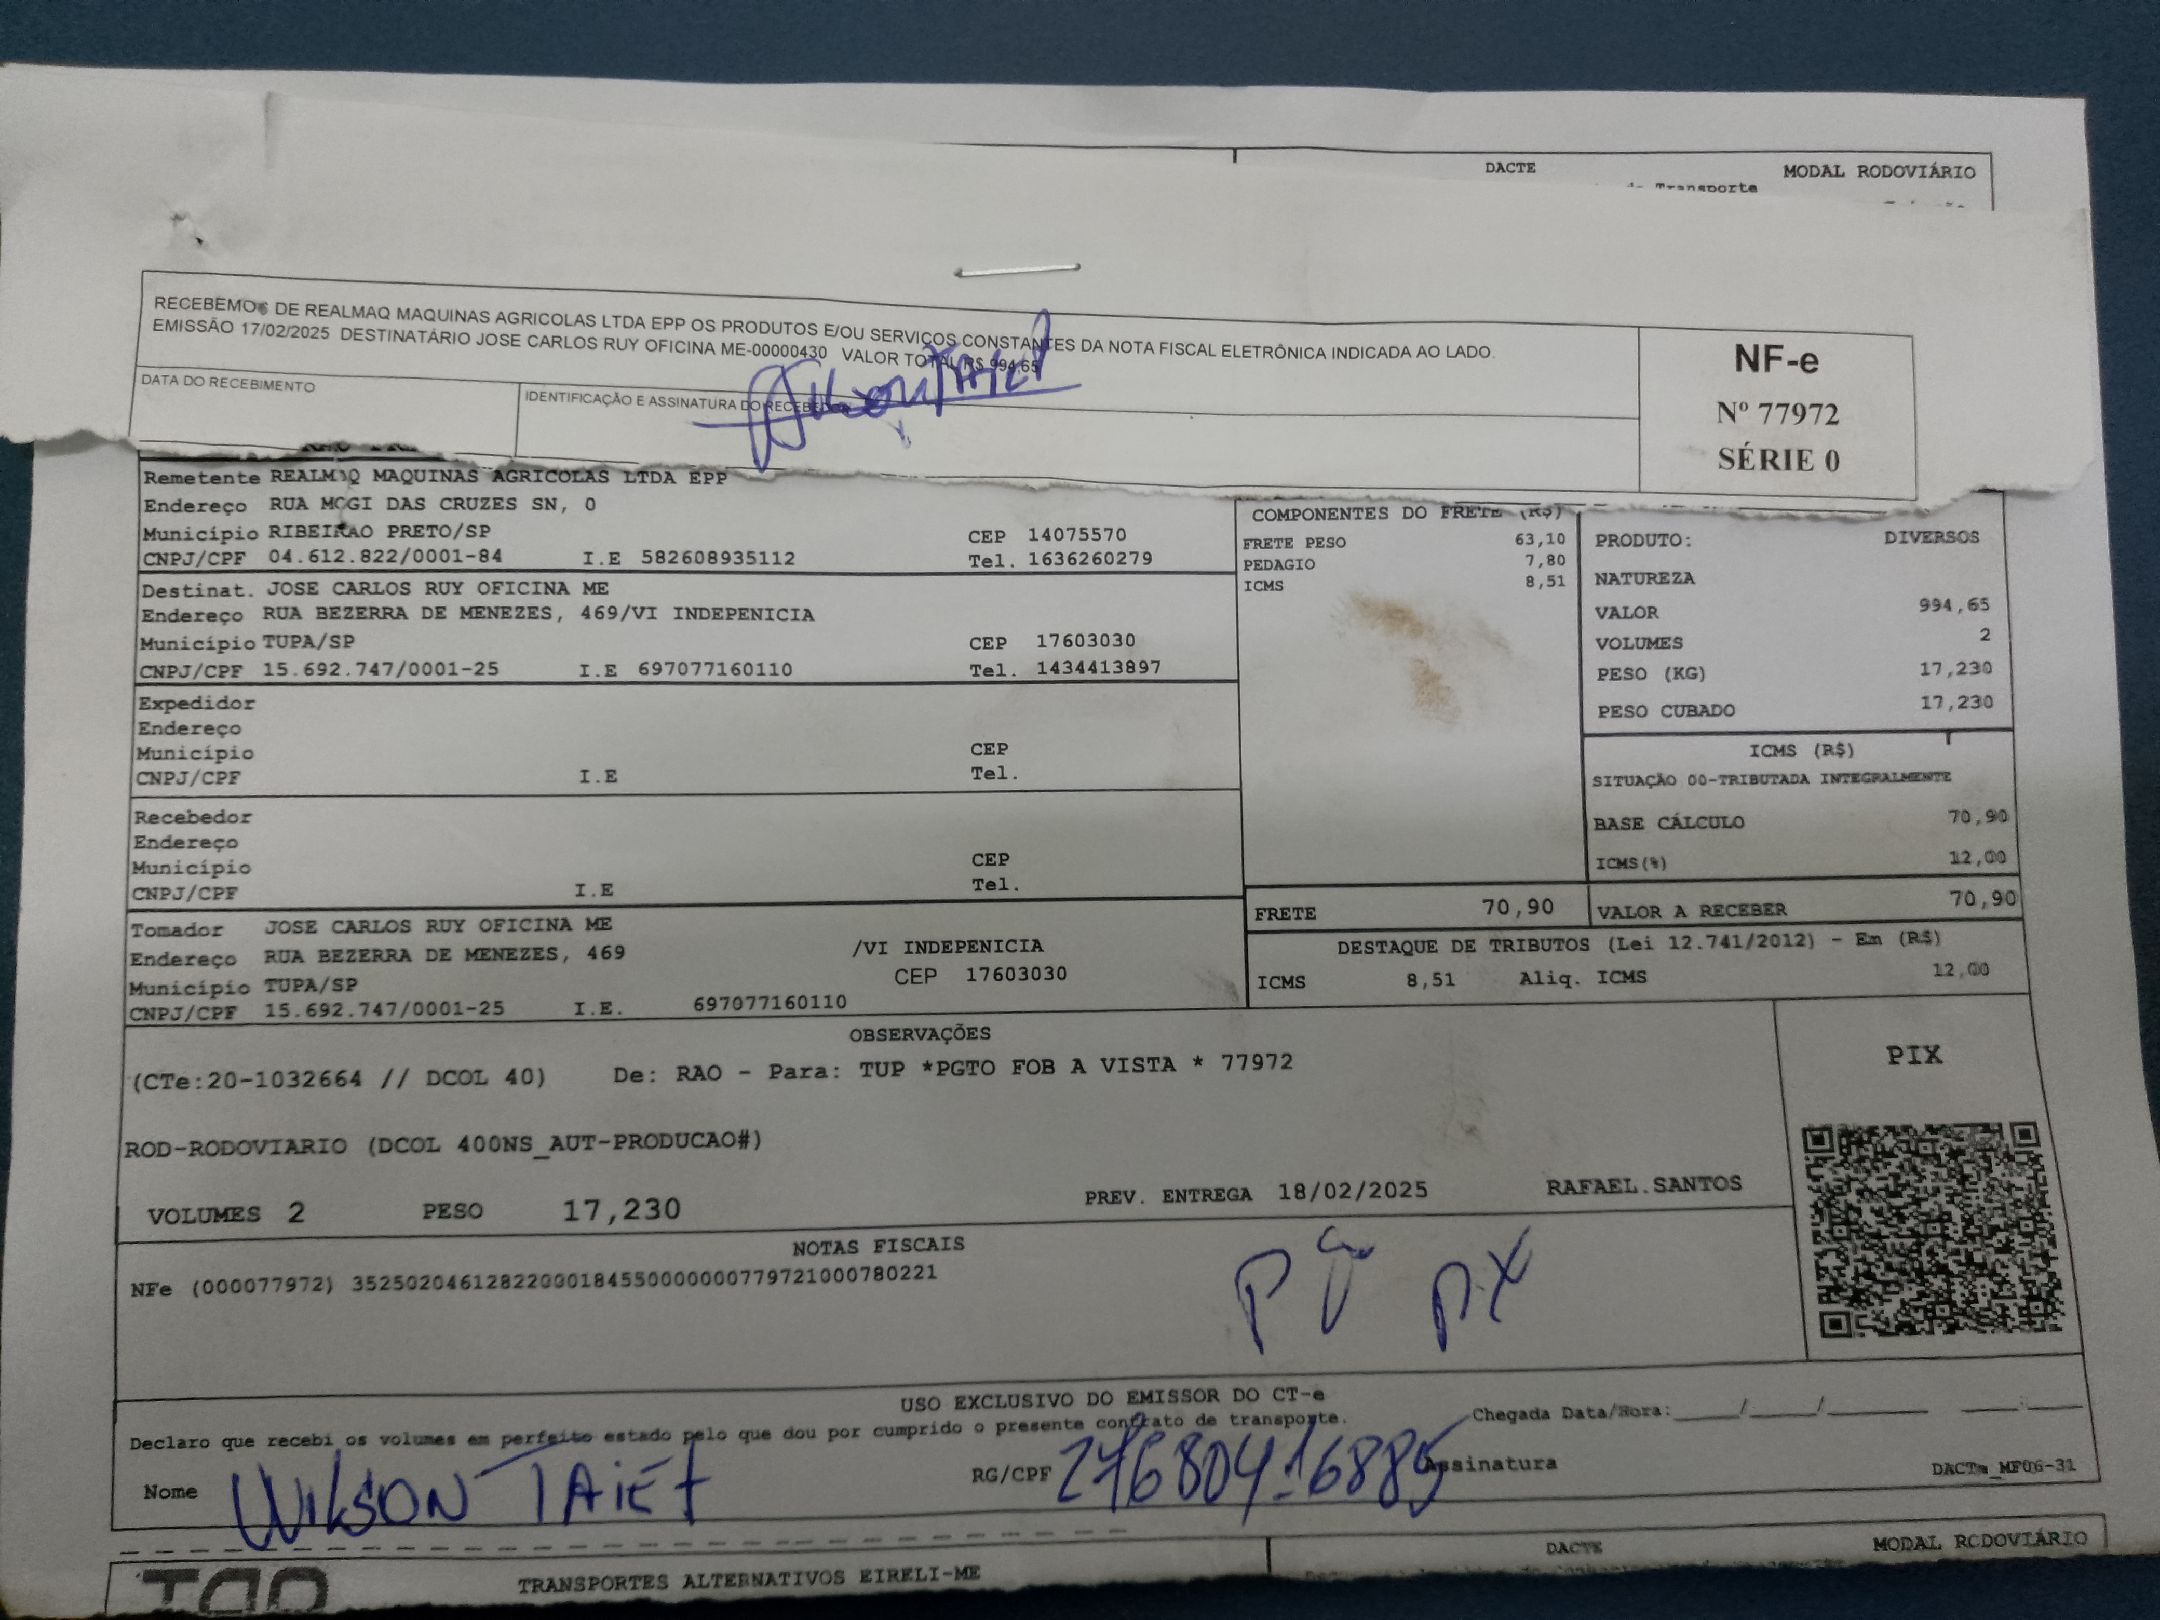 DACTE MODAL RODOVIÁRIO
Transporte
RECEBEMOS DE REALMAQ MAQUINAS AGRICOLAS LTDA EPP OS PRODUTOS E/OU SERVIÇOS CONSTANTES DA NOTA FISCAL ELETRÔNICA INDICADA AO LADO.
EMISSÃO 17/02/2025 DESTINATÁRIO JOSE CARLOS RUY OFICINA ME-00000430 VALOR TOTAL R$ 994,65
DATA DO RECEBIMENTO
IDENTIFICAÇÃO E ASSINATURA DO RECEBEDOR
NF-e
Nº 77972
SÉRIE 0
Remetente REALMAQ MAQUINAS AGRICOLAS LTDA EPP
Endereço RUA MOGI DAS CRUZES SN, 0
Município RIBEIRAO PRETO/SP CEP 14075570
CNPJ/CPF 04.612.822/0001-84 I.E 582608935112 Tel. 1636260279
Destinat. JOSE CARLOS RUY OFICINA ME
Endereço RUA BEZERRA DE MENEZES, 469/VI INDEPENICIA
Município TUPA/SP CEP 17603030
CNPJ/CPF 15.692.747/0001-25 I.E 697077160110 Tel. 1434413897
Expedidor
Endereço
Município CEP
CNPJ/CPF I.E Tel.
Recebedor
Endereço
Município CEP
CNPJ/CPF I.E Tel.
Tomador JOSE CARLOS RUY OFICINA ME
Endereço RUA BEZERRA DE MENEZES, 469 /VI INDEPENICIA
Município TUPA/SP CEP 17603030
CNPJ/CPF 15.692.747/0001-25 I.E. 697077160110
COMPONENTES DO FRETE (R$)
FRETE PESO 63,10
PEDAGIO 7,80
ICMS 8,51
PRODUTO: DIVERSOS
NATUREZA
VALOR 994,65
VOLUMES 2
PESO (KG) 17,230
PESO CUBADO 17,230
ICMS (R$)
SITUAÇÃO 00-TRIBUTADA INTEGRALMENTE
BASE CÁLCULO 70,90
ICMS(%) 12,00
FRETE 70,90 VALOR A RECEBER 70,90
DESTAQUE DE TRIBUTOS (Lei 12.741/2012) - Em (R$)
ICMS 8,51 Aliq. ICMS 12,00
OBSERVAÇÕES
(CTe:20-1032664 // DCOL 40) De: RAO - Para: TUP *PGTO FOB A VISTA * 77972
ROD-RODOVIARIO (DCOL 400NS_AUT-PRODUCAO#)
VOLUMES 2 PESO 17,230 PREV. ENTREGA 18/02/2025 RAFAEL.SANTOS
PIX
NOTAS FISCAIS
NFe (000077972) 35250204612822000184550000000779721000780221
Pg PIX
USO EXCLUSIVO DO EMISSOR DO CT-e
Declaro que recebi os volumes em perfeito estado pelo que dou por cumprido o presente contrato de transporte. Chegada Data/Hora:____/____/______ ____:____
Nome WILSON TAIET RG/CPF 27680416885 Assinatura
DACTe_MF06-31
TRANSPORTES ALTERNATIVOS EIRELI-ME
DACTE MODAL RODOVIÁRIO